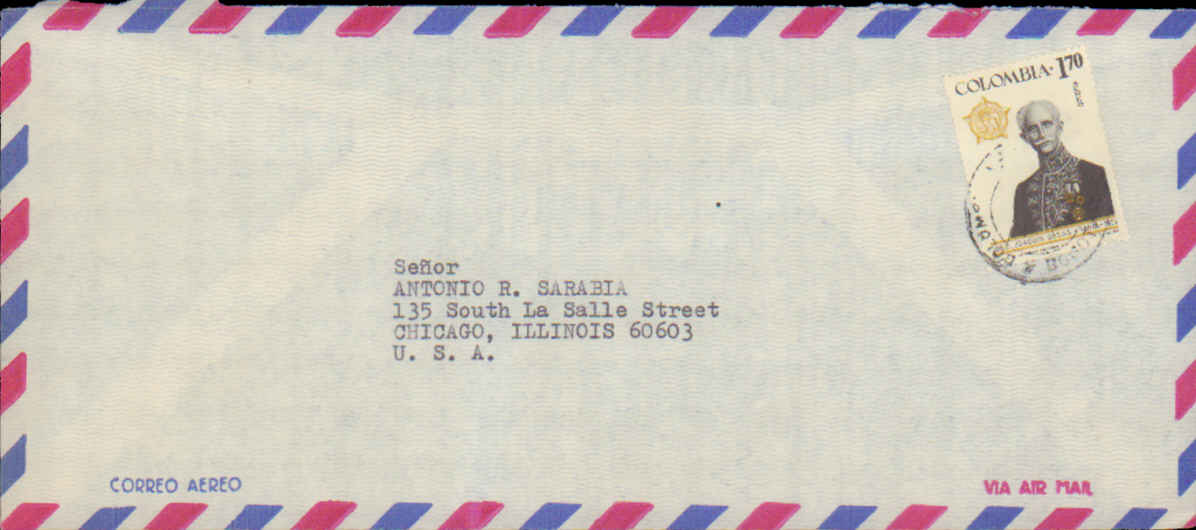 COLOMBIA · 1 70
Señor
ANTONIO R. SARABIA
135 South La Salle Street
CHICAGO, ILLINOIS 60603
U. S. A.
CORREO AEREO
VIA AIR MAIL